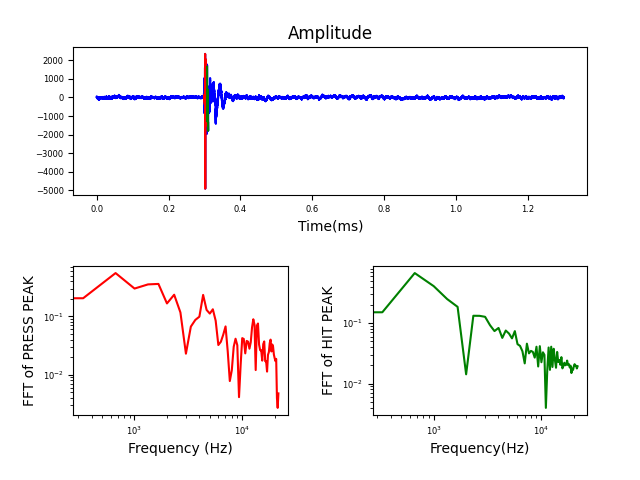 Amplitude
2000
1000
0
−1000
−2000
−3000
−4000
−5000
0.0 0.2 0.4 0.6 0.8 1.0 1.2
Time(ms)
FFT of PRESS PEAK
10⁻¹
10⁻²
10³ 10⁴
Frequency (Hz)
FFT of HIT PEAK
10⁻¹
10⁻²
10³ 10⁴
Frequency(Hz)